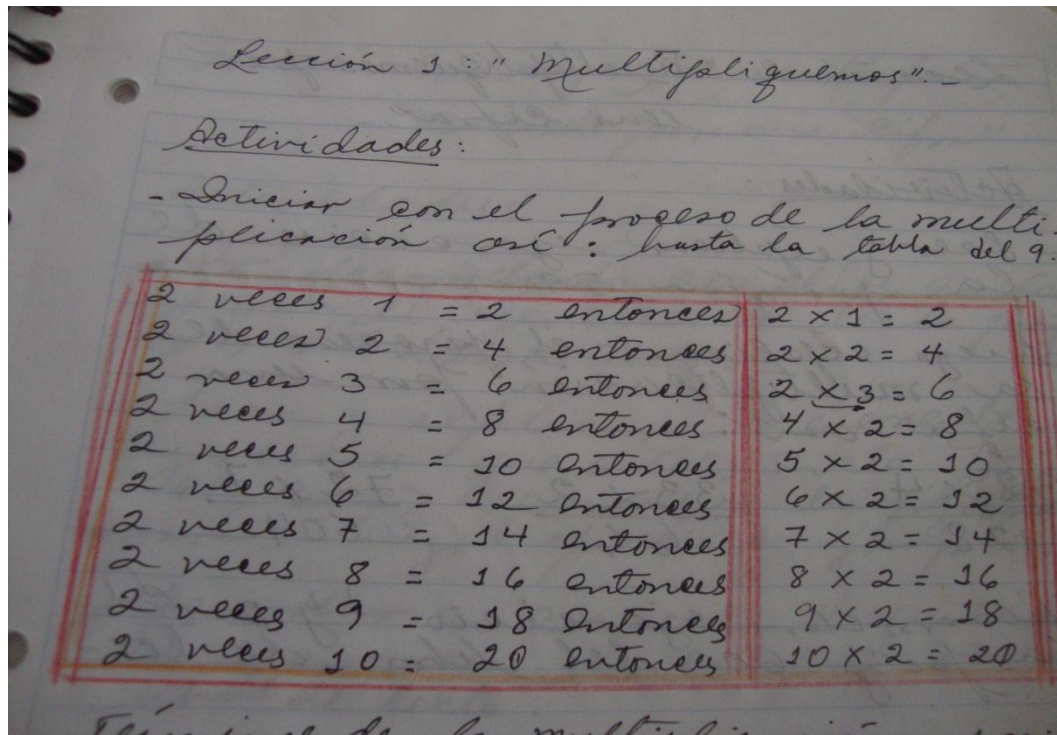 Lección 1: "Multipliquemos".-
Actividades:
- Iniciar con el proceso de la multi-
plicación así: hasta la tabla del 9.
2 veces 1 = 2 entonces 2 × 1 = 2
2 veces 2 = 4 entonces 2 × 2 = 4
2 veces 3 = 6 entonces 2 × 3 = 6
2 veces 4 = 8 entonces 4 × 2 = 8
2 veces 5 = 10 entonces 5 × 2 = 10
2 veces 6 = 12 entonces 6 × 2 = 12
2 veces 7 = 14 entonces 7 × 2 = 14
2 veces 8 = 16 entonces 8 × 2 = 16
2 veces 9 = 18 entonces 9 × 2 = 18
2 veces 10 = 20 entonces 10 × 2 = 20
de la multiplicación